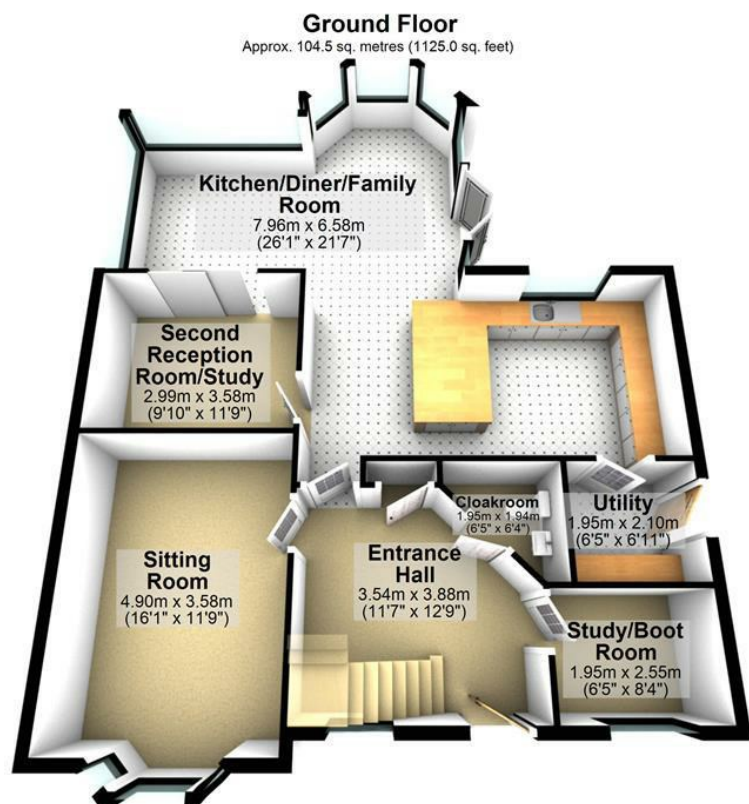 Ground Floor
Approx. 104.5 sq. metres (1125.0 sq. feet)
Kitchen/Diner/Family
Room
7.96m x 6.58m
(26'1" x 21'7")
Second
Reception
Room/Study
2.99m x 3.58m
(9'10" x 11'9")
Cloakroom
1.95m x 1.94m
(6'5" x 6'4")
Utility
1.95m x 2.10m
(6'5" x 6'11")
Sitting
Room
4.90m x 3.58m
(16'1" x 11'9")
Entrance
Hall
3.54m x 3.88m
(11'7" x 12'9")
Study/Boot
Room
1.95m x 2.55m
(6'5" x 8'4")